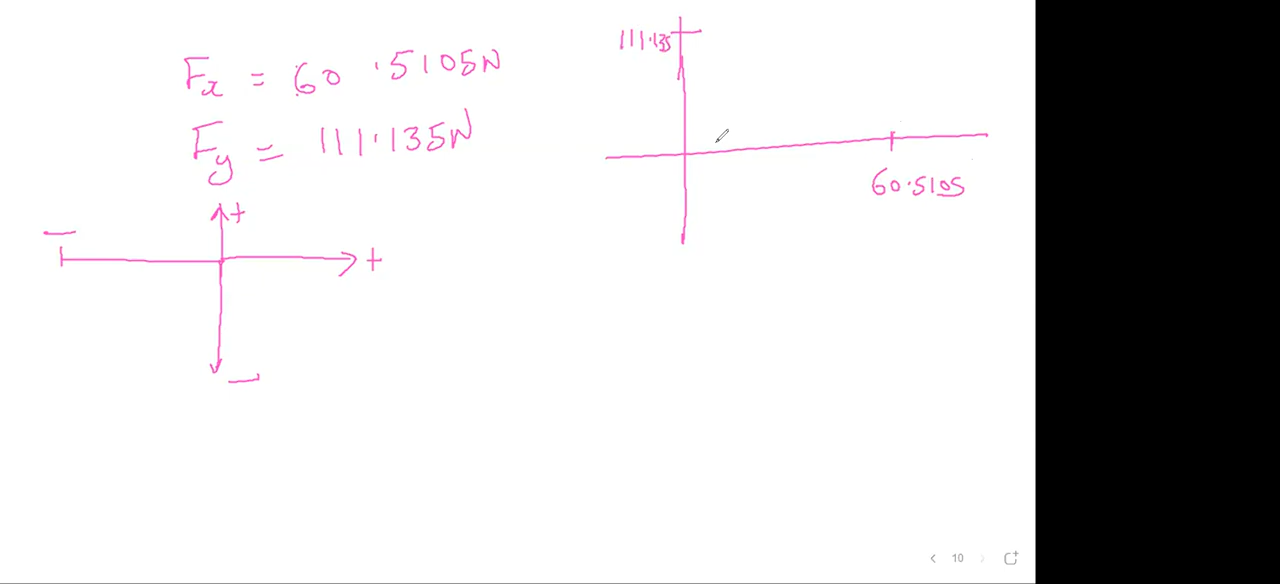 Fx = 60.5105N
Fy = 111.135N
+
-
+
-
111.135
60.5105
< 10 >